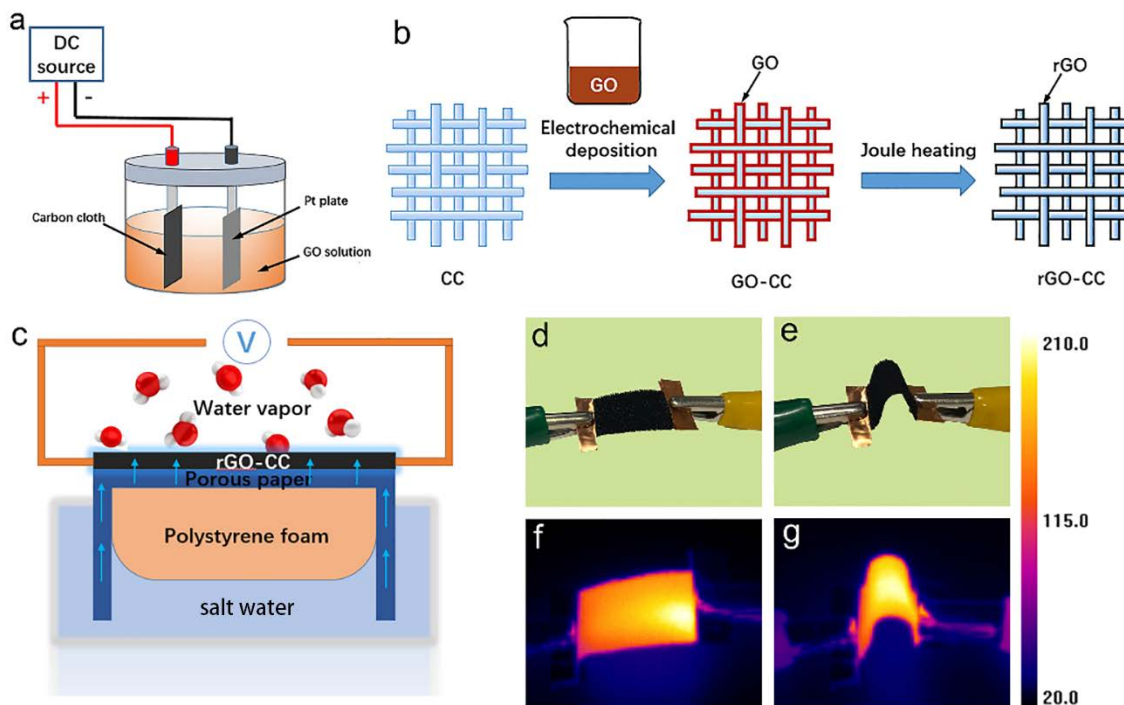 a
DC
source
+
-
Carbon cloth
Pt plate
GO solution
b
GO
GO
rGO
Electrochemical
deposition
Joule heating
CC
GO-CC
rGO-CC
c
V
Water vapor
rGO-CC
Porous paper
Polystyrene foam
salt water
d
e
f
g
210.0
115.0
20.0